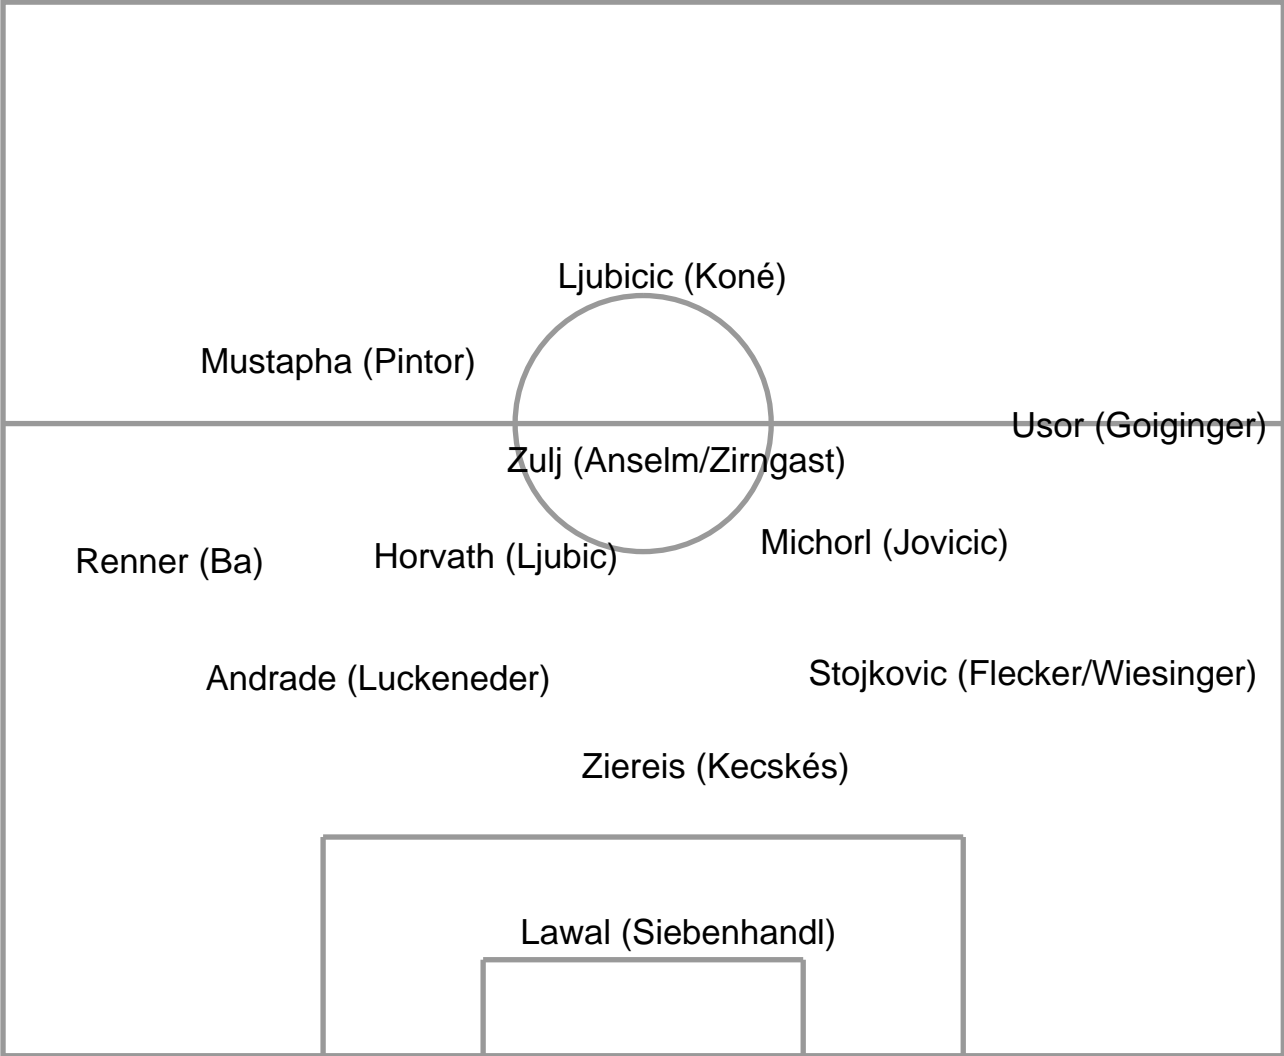 Ljubicic (Koné)
Mustapha (Pintor)
Usor (Goiginger)
Zulj (Anselm/Zirngast)
Michorl (Jovicic)
Horvath (Ljubic)
Renner (Ba)
Stojkovic (Flecker/Wiesinger)
Andrade (Luckeneder)
Ziereis (Kecskés)
Lawal (Siebenhandl)